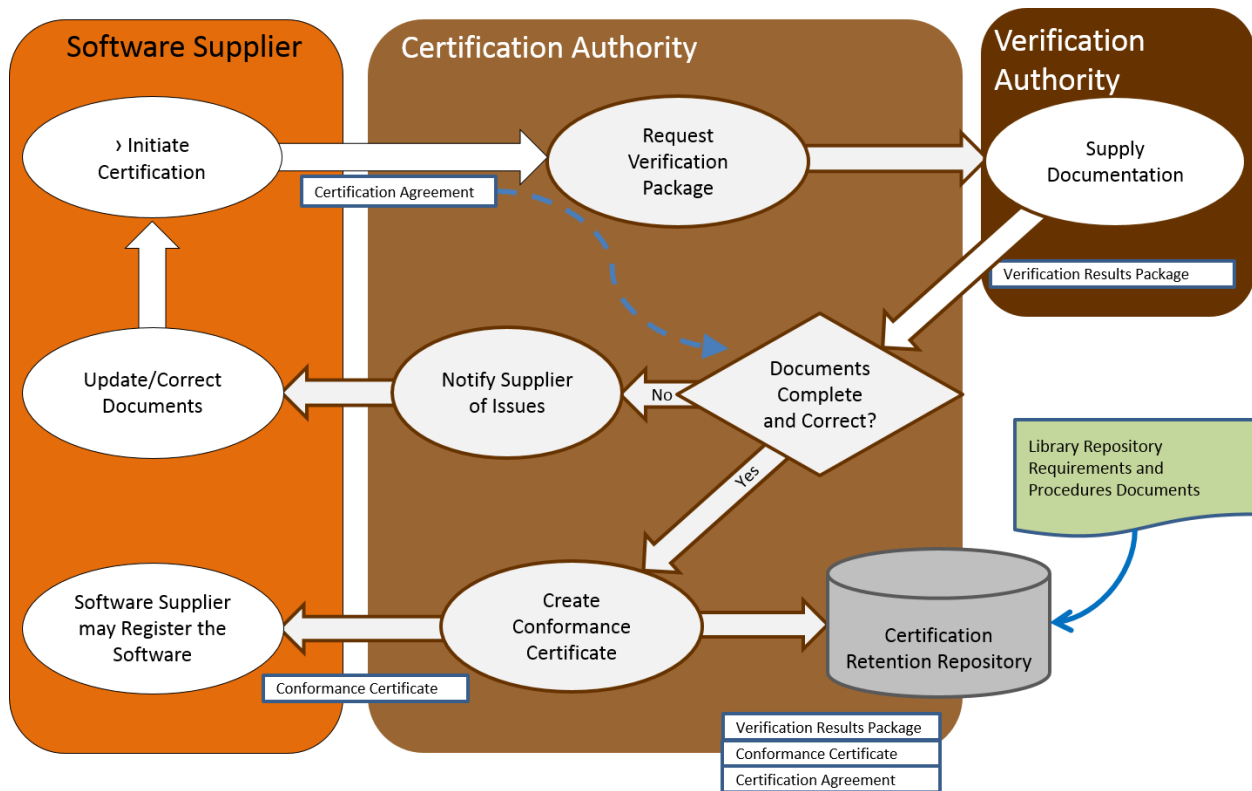 Software Supplier
Certification Authority
Verification
Authority
› Initiate
Certification
Request
Verification
Package
Supply
Documentation
Certification Agreement
Verification Results Package
Update/Correct
Documents
Notify Supplier
of Issues
No
Documents
Complete
and Correct?
Yes
Library Repository
Requirements and
Procedures Documents
Software Supplier
may Register the
Software
Create
Conformance
Certificate
Certification
Retention Repository
Conformance Certificate
Verification Results Package
Conformance Certificate
Certification Agreement